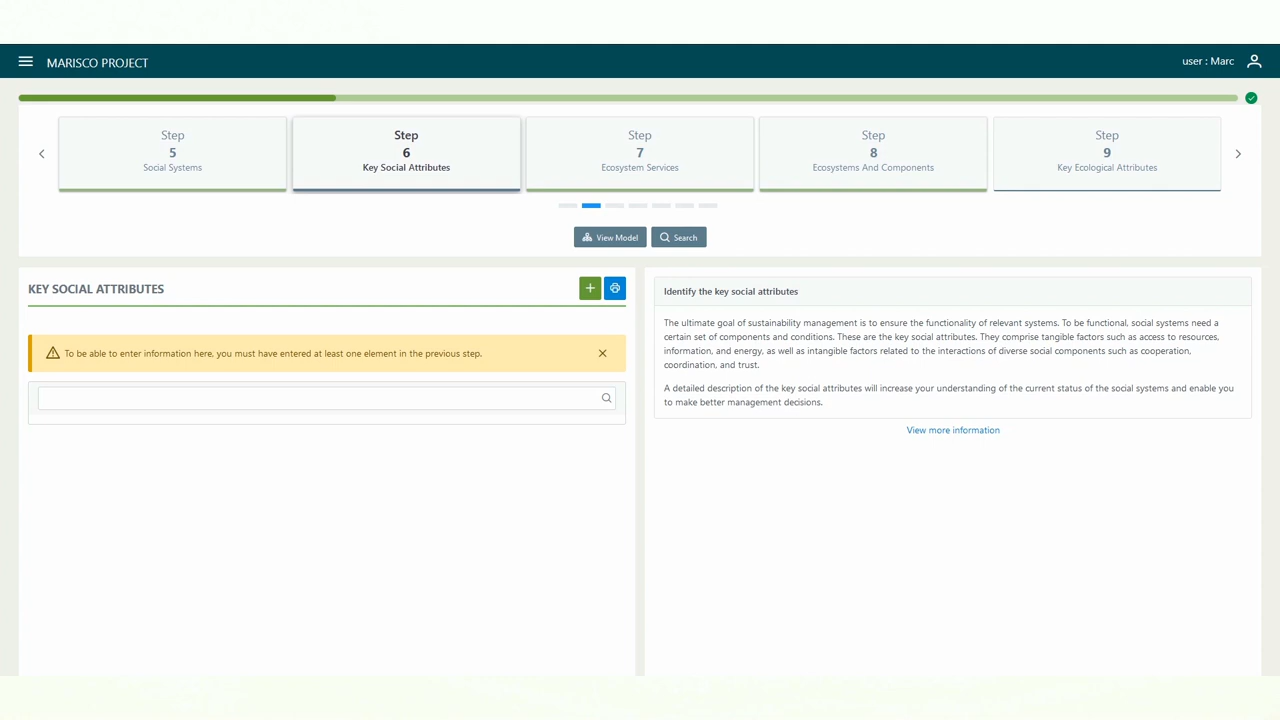 MARISCO PROJECT
user : Marc
Step
5
Social Systems
Step
6
Key Social Attributes
Step
7
Ecosystem Services
Step
8
Ecosystems And Components
Step
9
Key Ecological Attributes
View Model
Search
KEY SOCIAL ATTRIBUTES
To be able to enter information here, you must have entered at least one element in the previous step.
Identify the key social attributes
The ultimate goal of sustainability management is to ensure the functionality of relevant systems. To be functional, social systems need a
certain set of components and conditions. These are the key social attributes. They comprise tangible factors such as access to resources,
information, and energy, as well as intangible factors related to the interactions of diverse social components such as cooperation,
coordination, and trust.
A detailed description of the key social attributes will increase your understanding of the current status of the social systems and enable you
to make better management decisions.
View more information